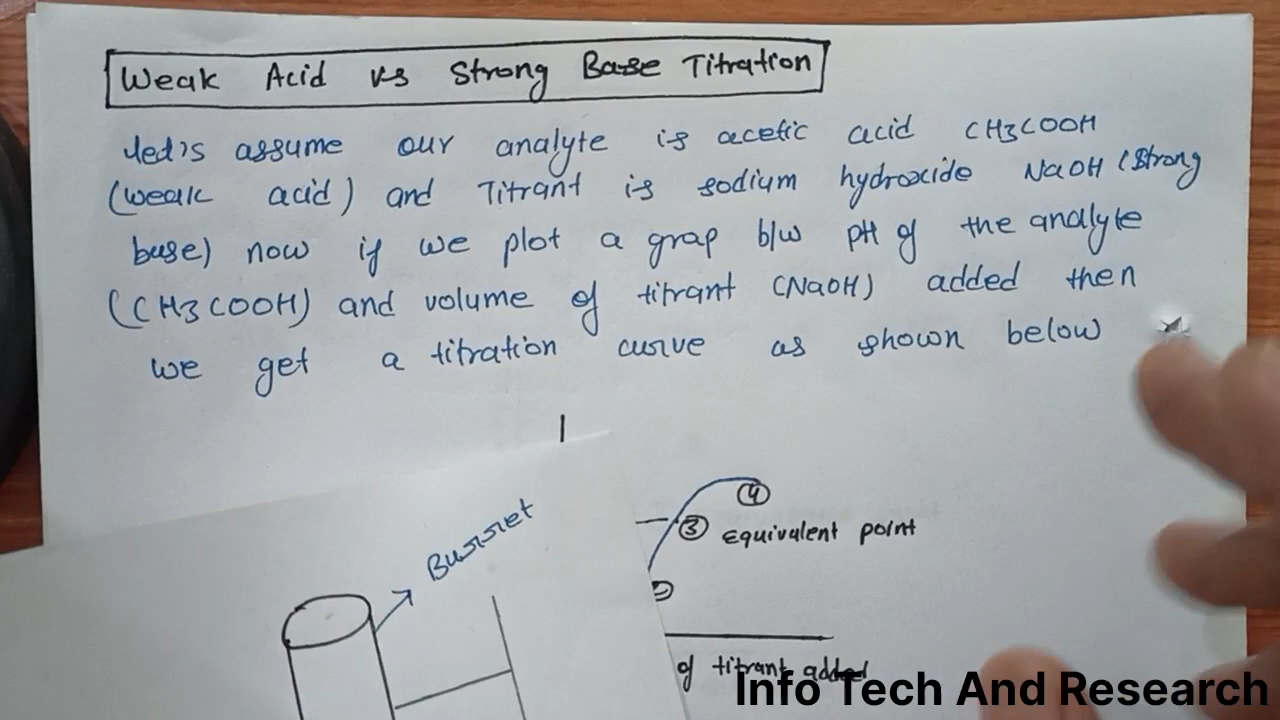 Weak Acid vs Strong Base Titration
let's assume our analyte is acetic acid CH3COOH
(weak acid) and Titrant is sodium hydroxide NaOH (Strong
base) now if we plot a grap b/w pH of the analyte
(CH3COOH) and volume of titrant (NaOH) added then
we get a titration curve as shown below
Burret
4
3 Equivalent point
2
of titrant added
Info Tech And Research